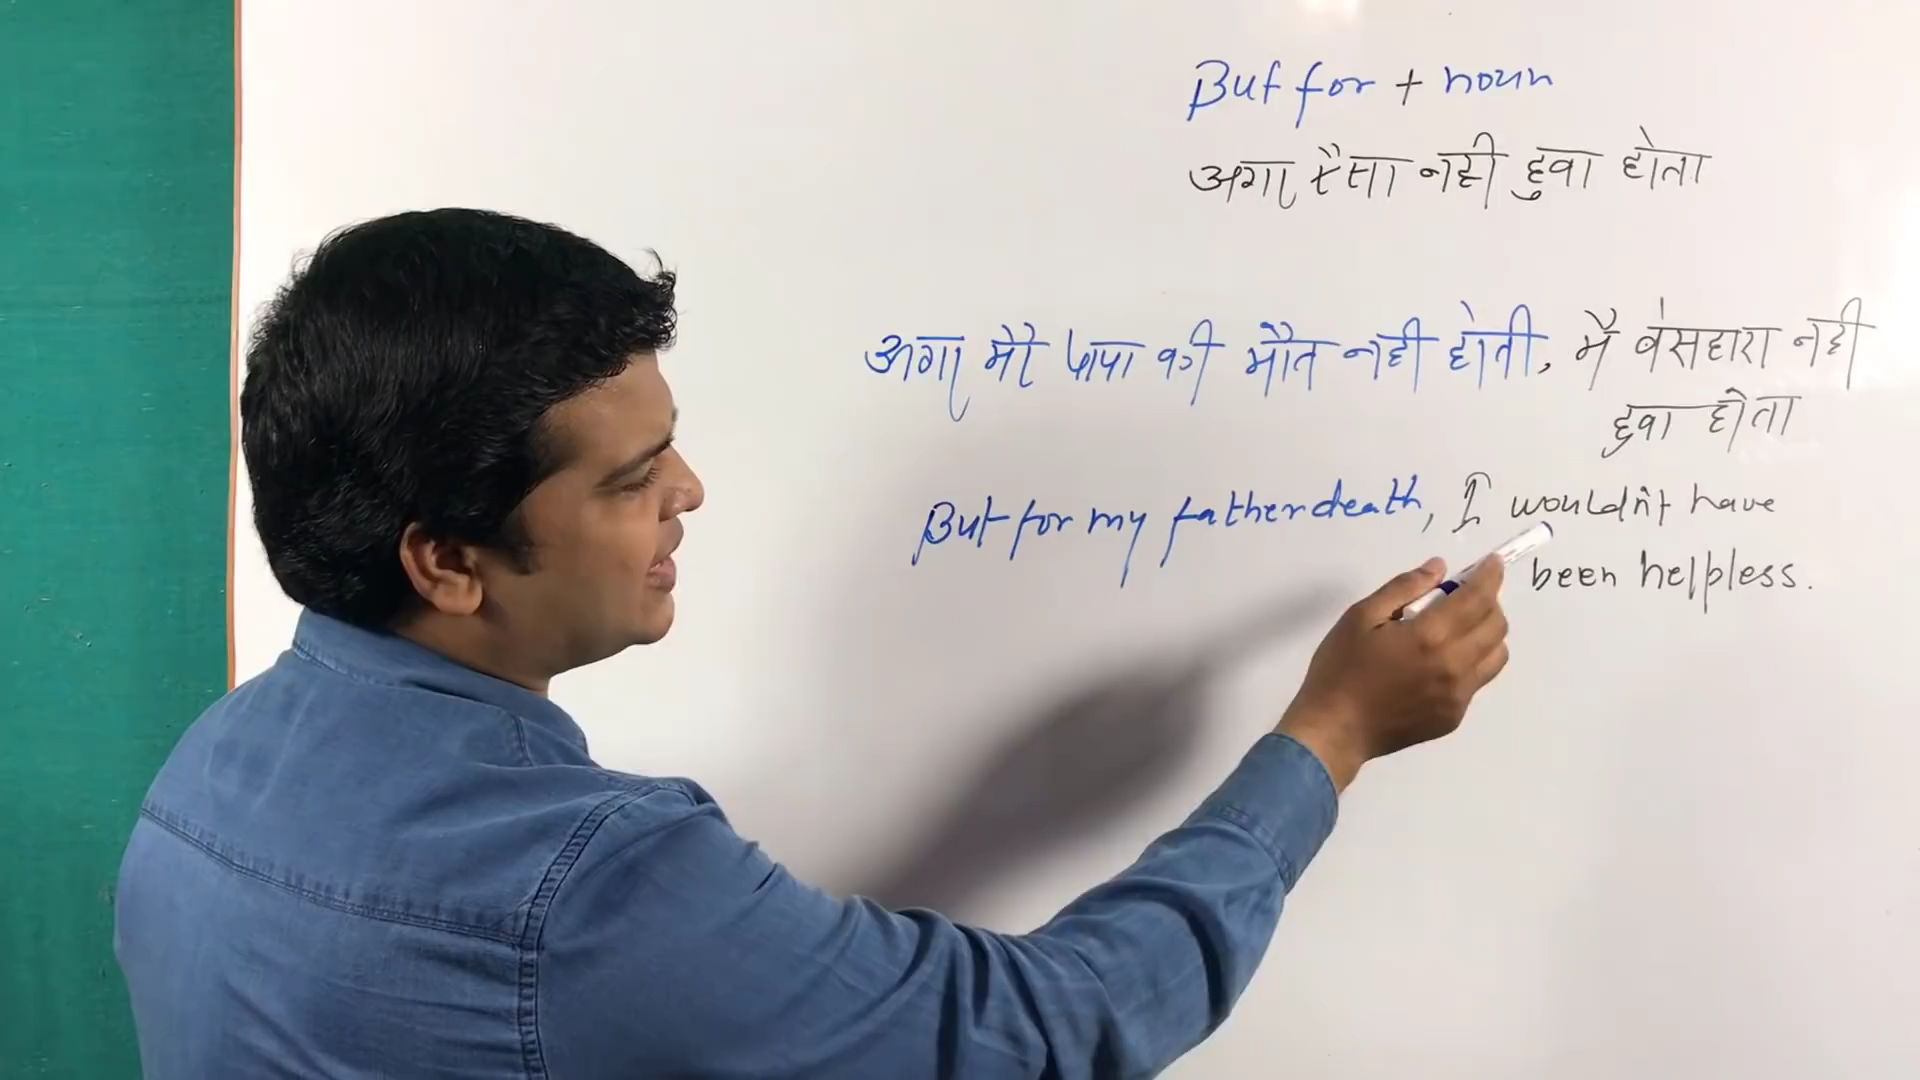 But for + noun
अगर ऐसा नही हुवा होता
अगर मेरे पापा की मौत नही होती, मै बेसहारा नही
हुवा होता
But for my father death, I wouldn't have
been helpless.